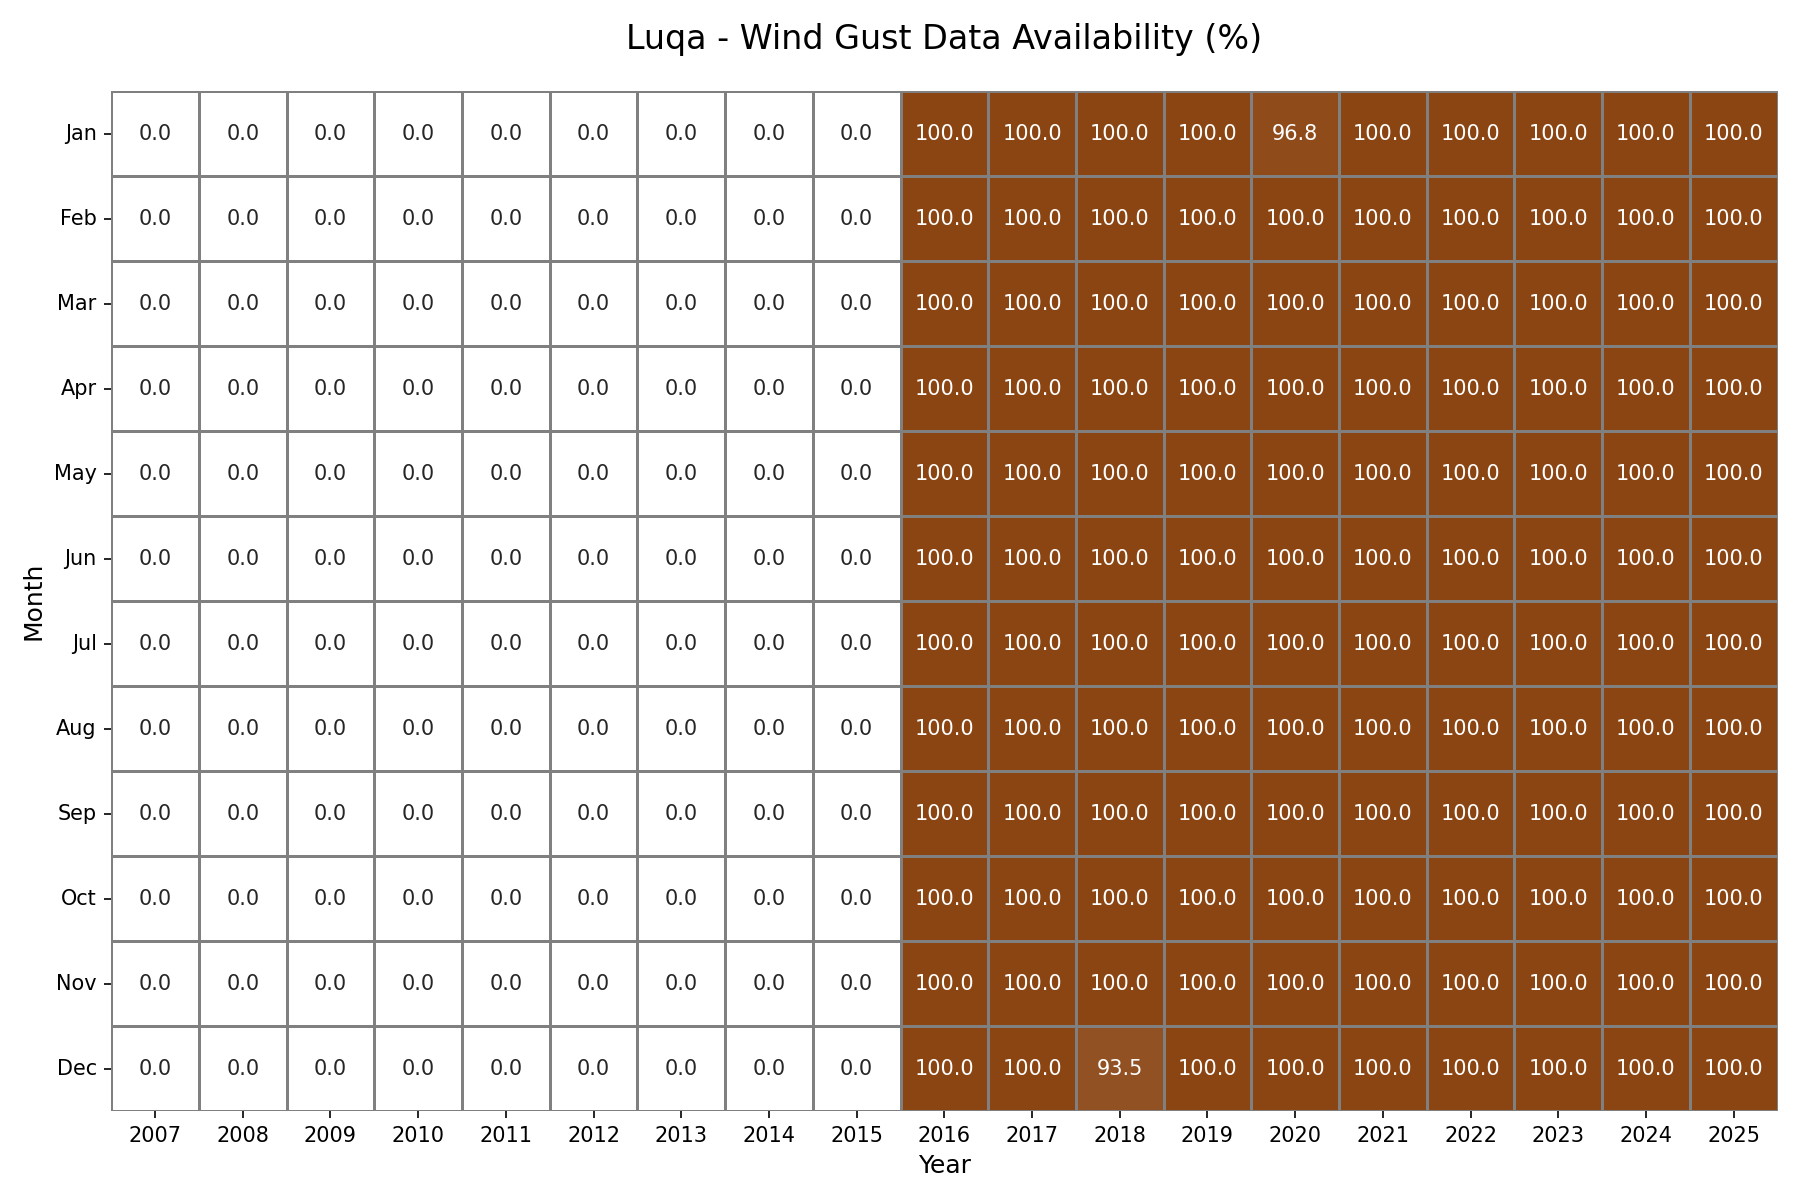 Luqa - Wind Gust Data Availability (%)
Jan 0.0 0.0 0.0 0.0 0.0 0.0 0.0 0.0 0.0 100.0 100.0 100.0 100.0 96.8 100.0 100.0 100.0 100.0 100.0
Feb 0.0 0.0 0.0 0.0 0.0 0.0 0.0 0.0 0.0 100.0 100.0 100.0 100.0 100.0 100.0 100.0 100.0 100.0 100.0
Mar 0.0 0.0 0.0 0.0 0.0 0.0 0.0 0.0 0.0 100.0 100.0 100.0 100.0 100.0 100.0 100.0 100.0 100.0 100.0
Apr 0.0 0.0 0.0 0.0 0.0 0.0 0.0 0.0 0.0 100.0 100.0 100.0 100.0 100.0 100.0 100.0 100.0 100.0 100.0
May 0.0 0.0 0.0 0.0 0.0 0.0 0.0 0.0 0.0 100.0 100.0 100.0 100.0 100.0 100.0 100.0 100.0 100.0 100.0
Jun 0.0 0.0 0.0 0.0 0.0 0.0 0.0 0.0 0.0 100.0 100.0 100.0 100.0 100.0 100.0 100.0 100.0 100.0 100.0
Month
Jul 0.0 0.0 0.0 0.0 0.0 0.0 0.0 0.0 0.0 100.0 100.0 100.0 100.0 100.0 100.0 100.0 100.0 100.0 100.0
Aug 0.0 0.0 0.0 0.0 0.0 0.0 0.0 0.0 0.0 100.0 100.0 100.0 100.0 100.0 100.0 100.0 100.0 100.0 100.0
Sep 0.0 0.0 0.0 0.0 0.0 0.0 0.0 0.0 0.0 100.0 100.0 100.0 100.0 100.0 100.0 100.0 100.0 100.0 100.0
Oct 0.0 0.0 0.0 0.0 0.0 0.0 0.0 0.0 0.0 100.0 100.0 100.0 100.0 100.0 100.0 100.0 100.0 100.0 100.0
Nov 0.0 0.0 0.0 0.0 0.0 0.0 0.0 0.0 0.0 100.0 100.0 100.0 100.0 100.0 100.0 100.0 100.0 100.0 100.0
Dec 0.0 0.0 0.0 0.0 0.0 0.0 0.0 0.0 0.0 100.0 100.0 93.5 100.0 100.0 100.0 100.0 100.0 100.0 100.0
2007 2008 2009 2010 2011 2012 2013 2014 2015 2016 2017 2018 2019 2020 2021 2022 2023 2024 2025
Year